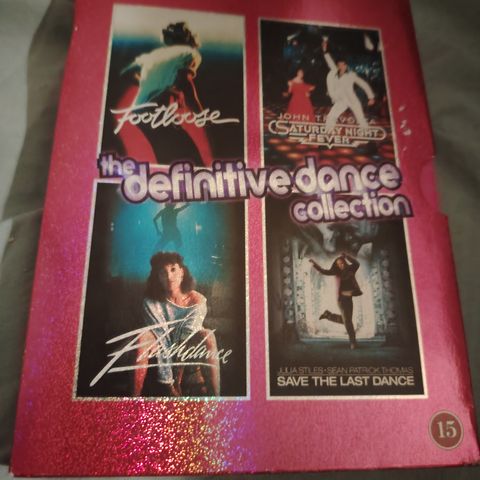 Footloose
JOHN TRAVOLTA
SATURDAY NIGHT
FEVER
the
definitive dance
collection
Flashdance
JULIA STILES · SEAN PATRICK THOMAS
SAVE THE LAST DANCE
15